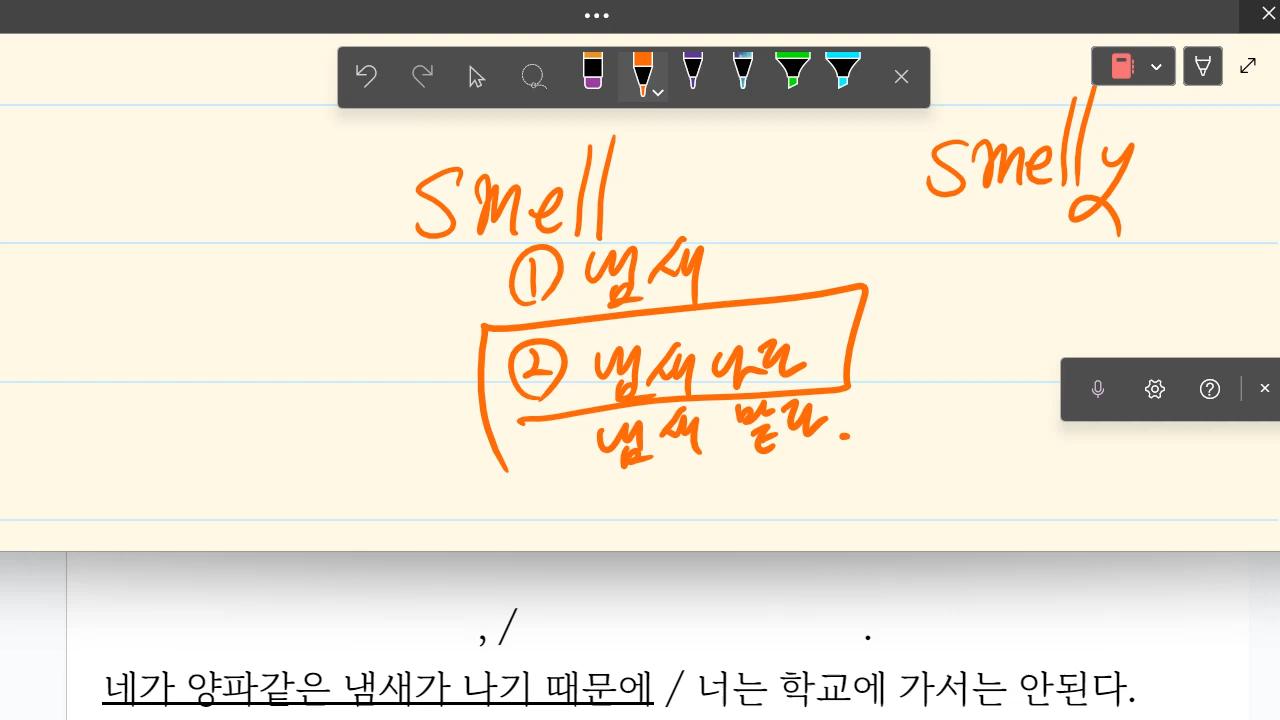 smell
smelly
① 냄새
② 냄새 나다
냄새 맡다.
, / .
네가 양파같은 냄새가 나기 때문에 / 너는 학교에 가서는 안된다.